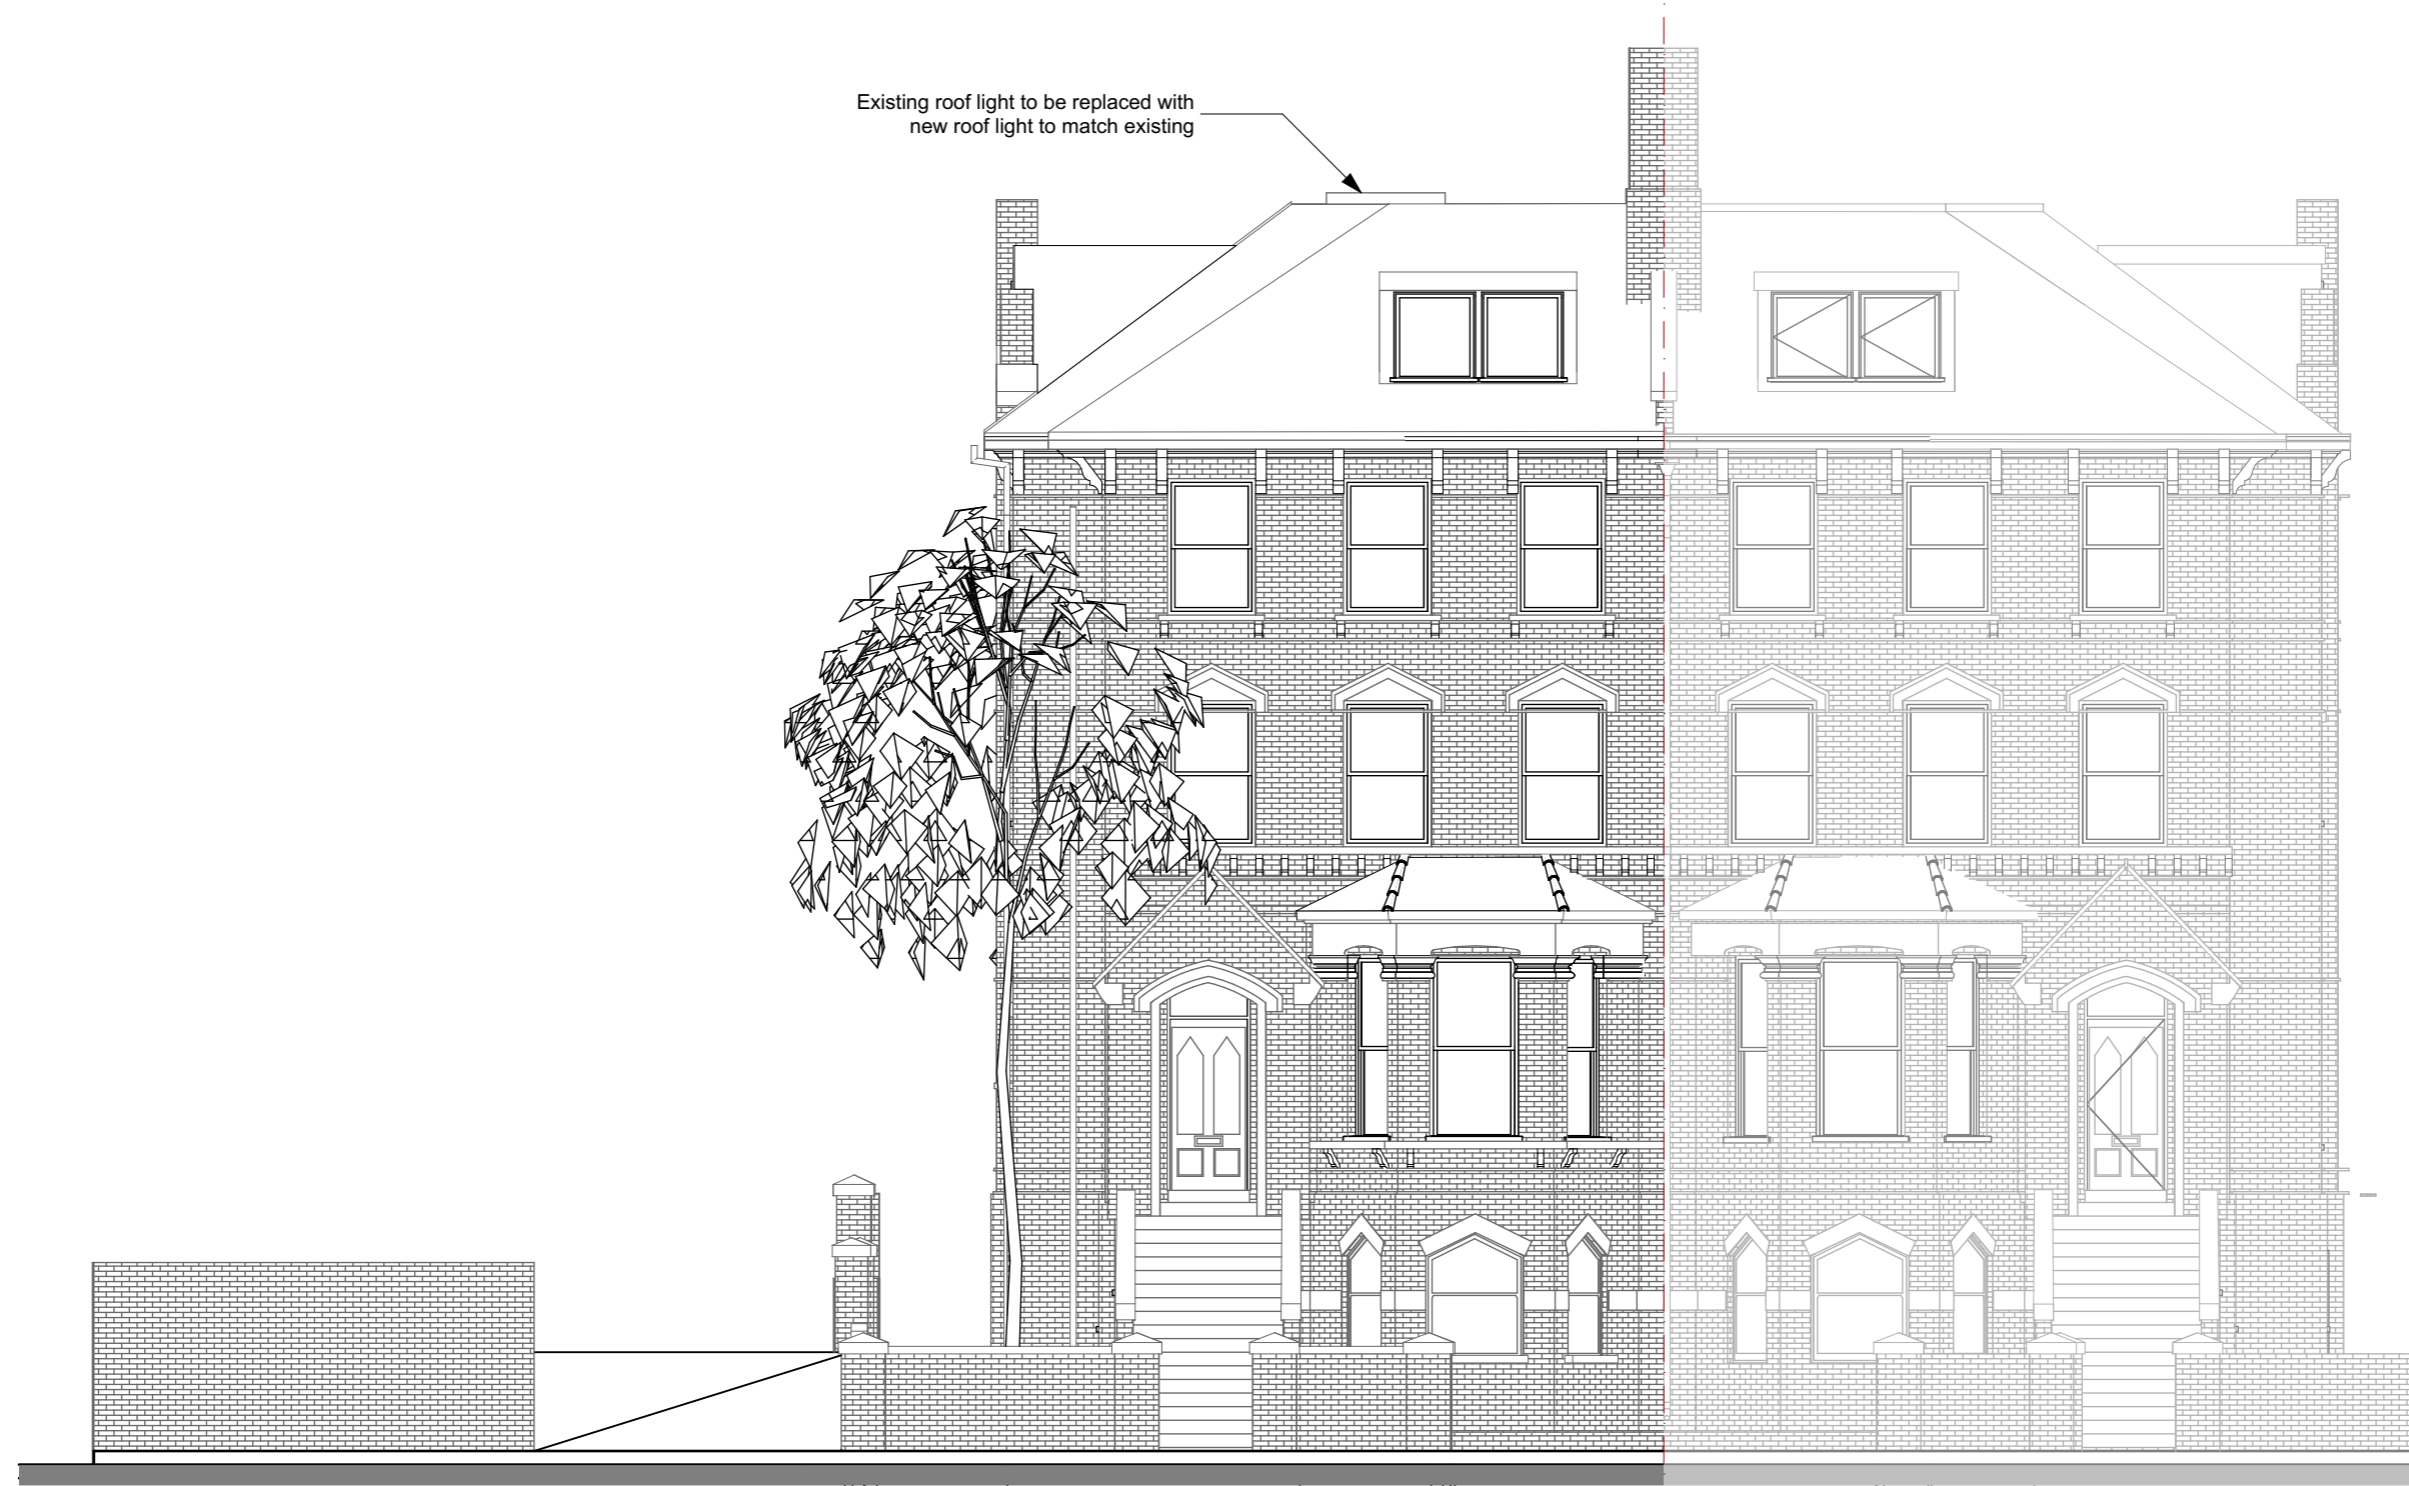 Existing roof light to be replaced with
new roof light to match existing